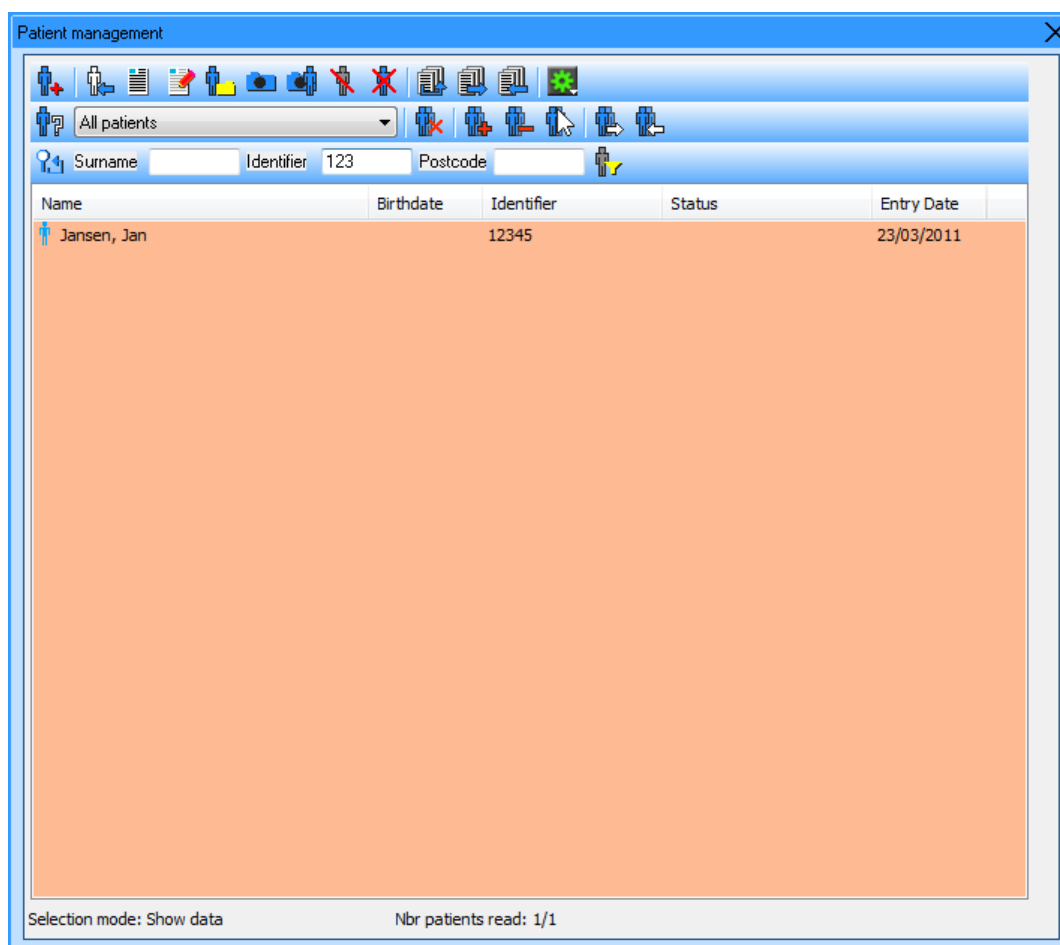 Patient management
All patients
Surname Identifier 123 Postcode
Name Birthdate Identifier Status Entry Date
Jansen, Jan 12345 23/03/2011
Selection mode: Show data Nbr patients read: 1/1